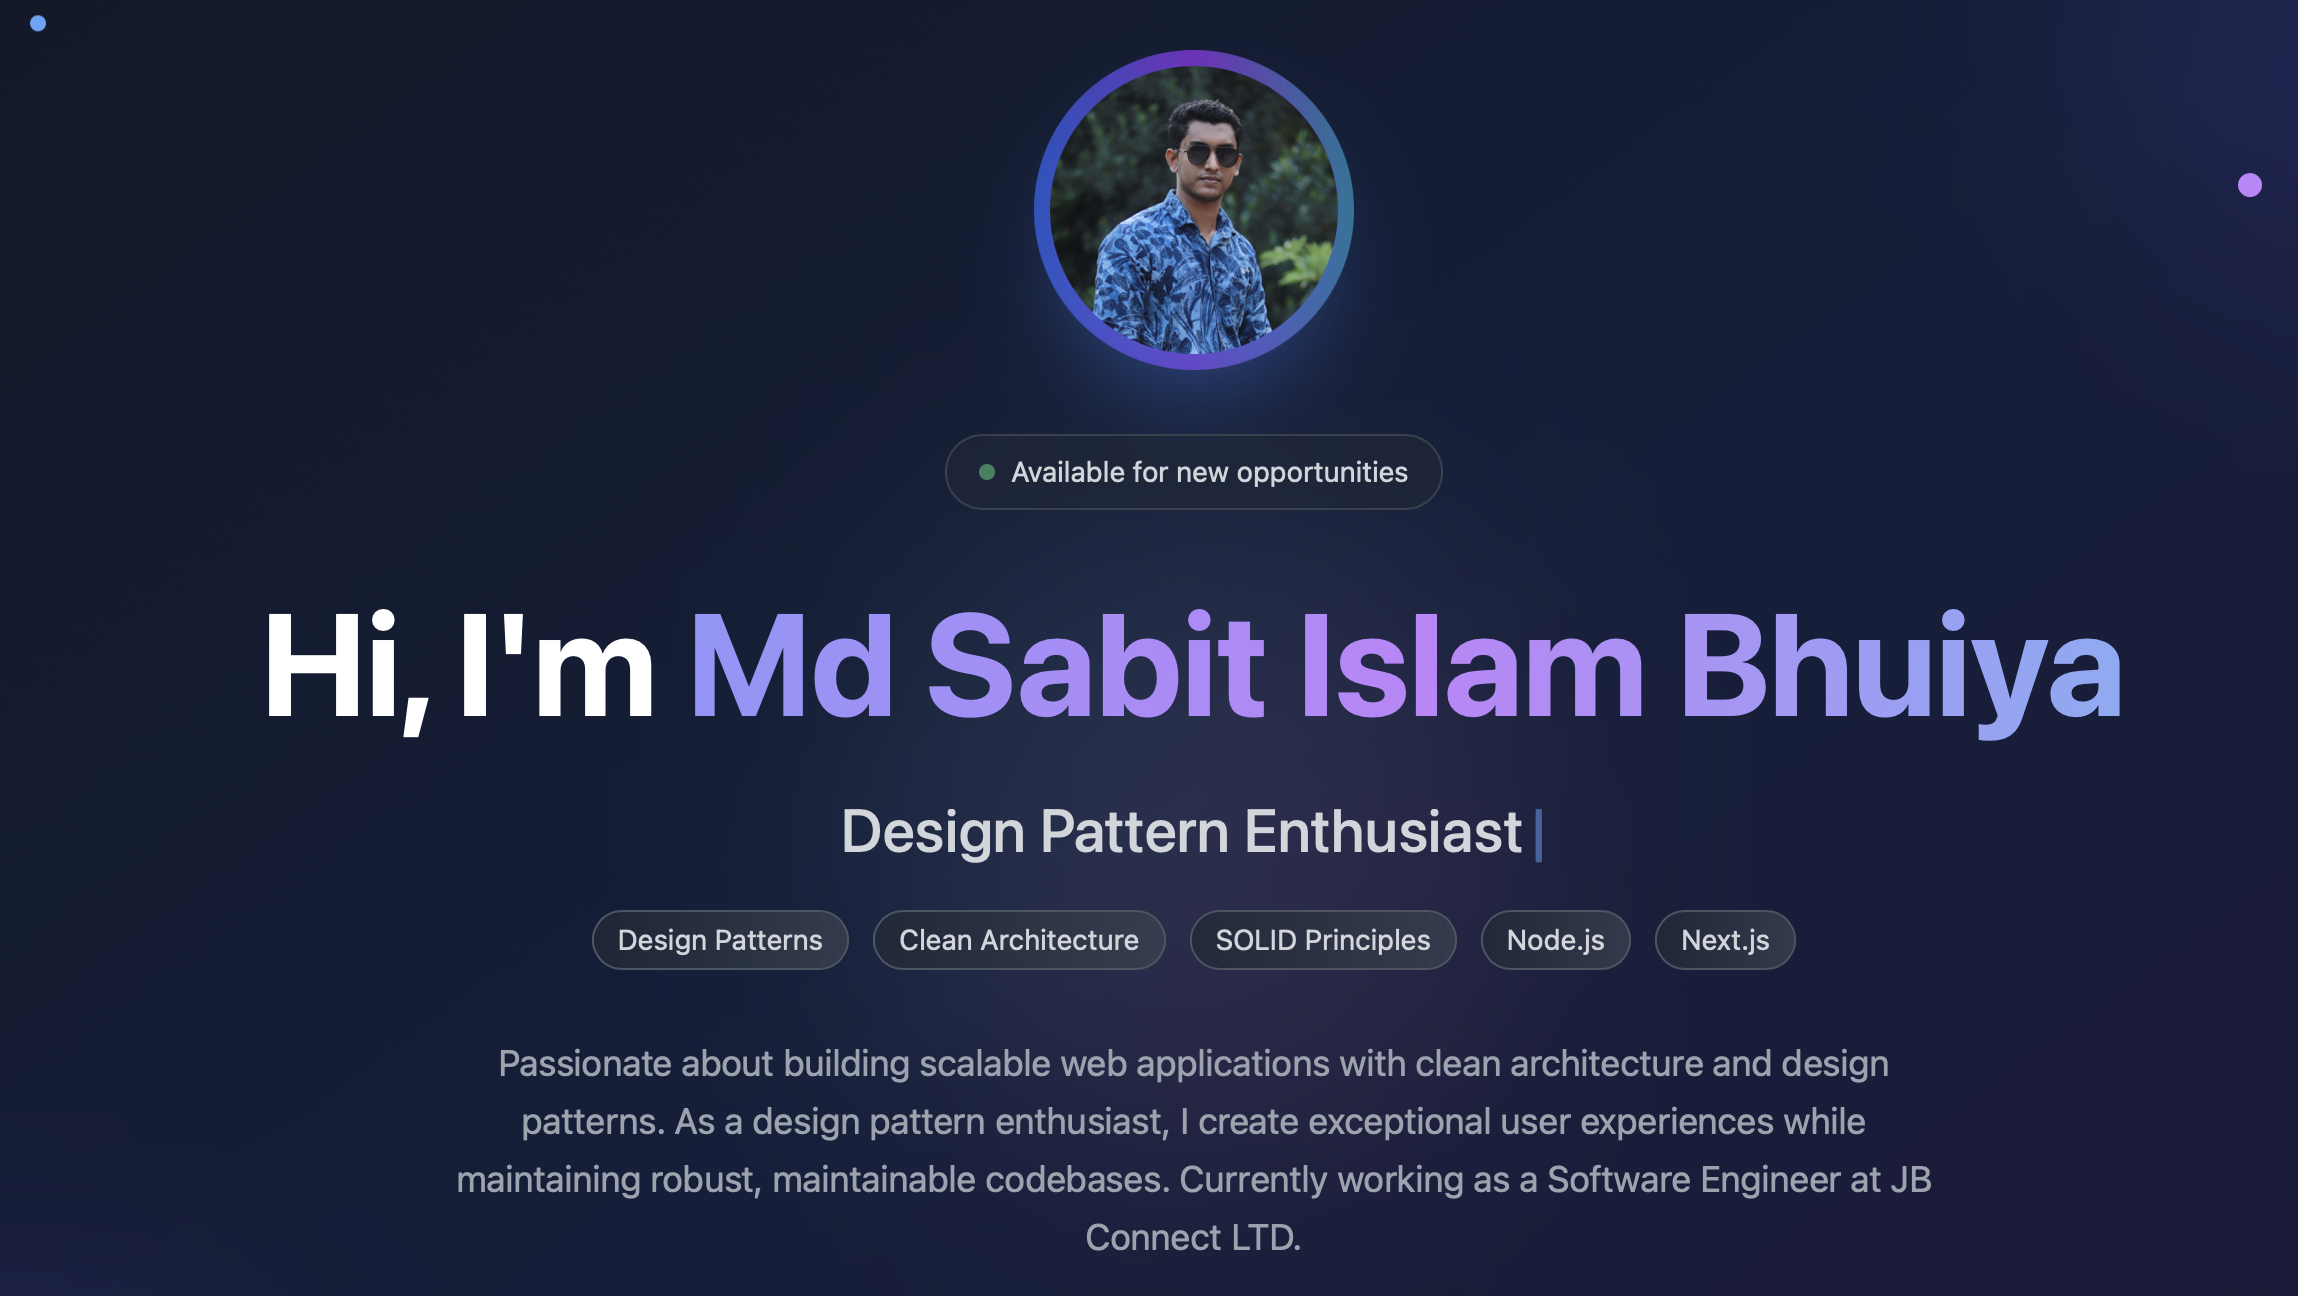 Available for new opportunities
Hi, I'm Md Sabit Islam Bhuiya
Design Pattern Enthusiast
Design Patterns
Clean Architecture
SOLID Principles
Node.js
Next.js
Passionate about building scalable web applications with clean architecture and design
patterns. As a design pattern enthusiast, I create exceptional user experiences while
maintaining robust, maintainable codebases. Currently working as a Software Engineer at JB
Connect LTD.